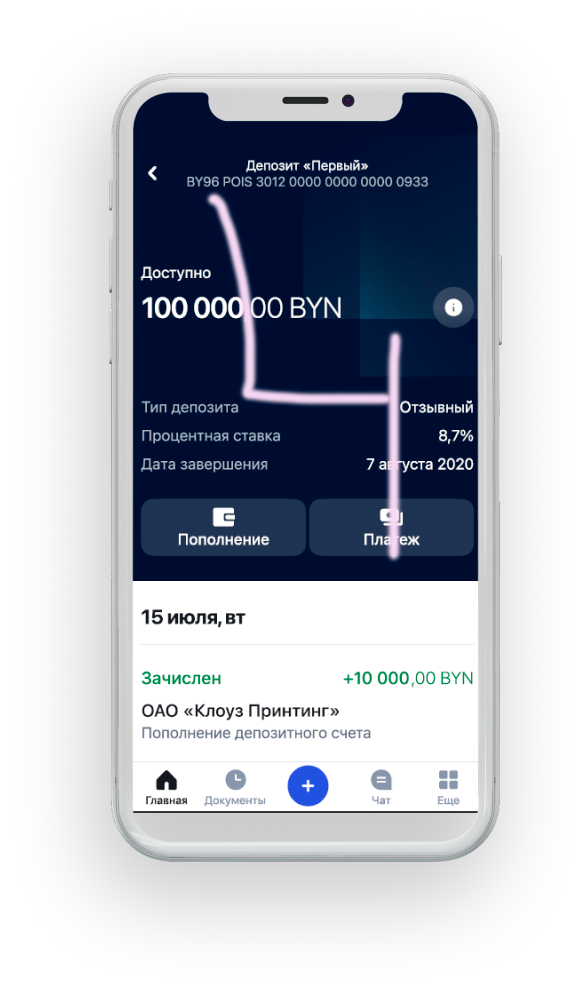 Депозит «Первый»
BY96 POIS 3012 0000 0000 0000 0933
Доступно
100 000,00 BYN
Тип депозита Отзывный
Процентная ставка 8,7%
Дата завершения 7 августа 2020
Пополнение Платеж
15 июля, вт
Зачислен +10 000,00 BYN
ОАО «Клоуз Принтинг»
Пополнение депозитного счета
Главная Документы Чат Еще
4